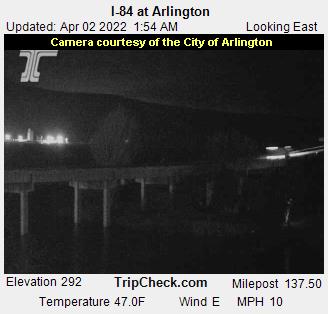 I-84 at Arlington
Updated: Apr 02 2022 1:54 AM Looking East
Camera courtesy of the City of Arlington
Elevation 292 TripCheck.com Milepost 137.50
Temperature 47.0F Wind E MPH 10